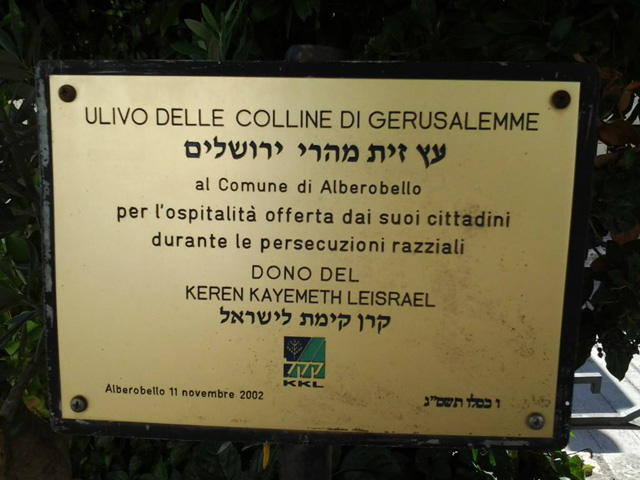 ULIVO DELLE COLLINE DI GERUSALEMME
עץ זית מהרי ירושלים
al Comune di Alberobello
per l'ospitalità offerta dai suoi cittadini
durante le persecuzioni razziali
DONO DEL
KEREN KAYEMETH LEISRAEL
קרן קימת לישראל
קקל
KKL
Alberobello 11 novembre 2002
ו כסלו תשס"ג